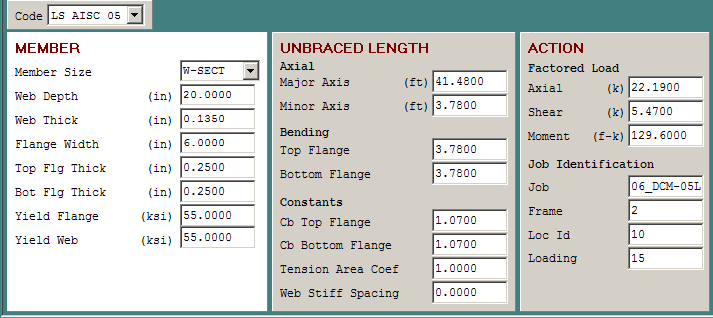 Code LS AISC 05
MEMBER
Member Size W-SECT
Web Depth (in) 20.0000
Web Thick (in) 0.1350
Flange Width (in) 6.0000
Top Flg Thick (in) 0.2500
Bot Flg Thick (in) 0.2500
Yield Flange (ksi) 55.0000
Yield Web (ksi) 55.0000
UNBRACED LENGTH
Axial
Major Axis (ft) 41.4800
Minor Axis (ft) 3.7800
Bending
Top Flange 3.7800
Bottom Flange 3.7800
Constants
Cb Top Flange 1.0700
Cb Bottom Flange 1.0700
Tension Area Coef 1.0000
Web Stiff Spacing 0.0000
ACTION
Factored Load
Axial (k) 22.1900
Shear (k) 5.4700
Moment (f-k) 129.6000
Job Identification
Job 06_DCM-05L
Frame 2
Loc Id 10
Loading 15